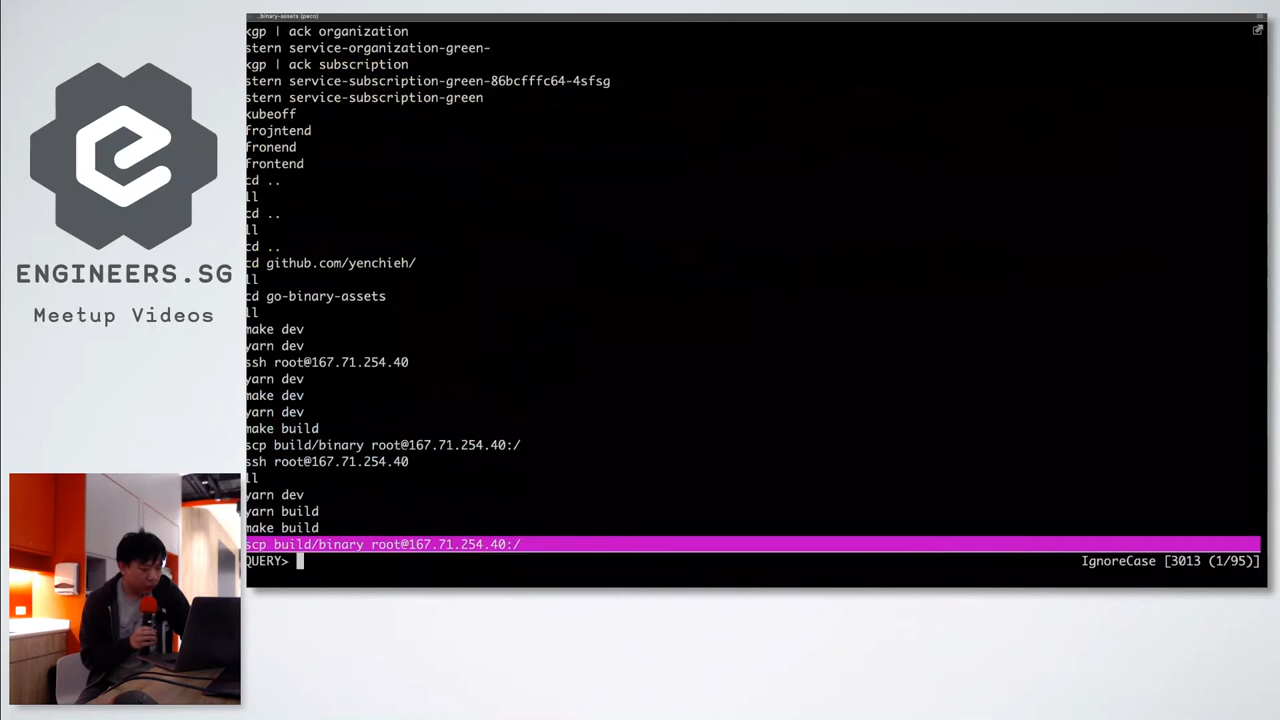 ..binary-assets (peco)
kgp | ack organization
stern service-organization-green-
kgp | ack subscription
stern service-subscription-green-86bcfffc64-4sfsg
stern service-subscription-green
kubeoff
frojntend
fronend
frontend
cd ..
ll
cd ..
ll
cd ..
cd github.com/yenchieh/
ll
cd go-binary-assets
ll
make dev
yarn dev
ssh root@167.71.254.40
yarn dev
make dev
yarn dev
make build
scp build/binary root@167.71.254.40:/
ssh root@167.71.254.40
ll
yarn dev
yarn build
make build
scp build/binary root@167.71.254.40:/
QUERY> IgnoreCase [3013 (1/95)]
ENGINEERS.SG
Meetup Videos